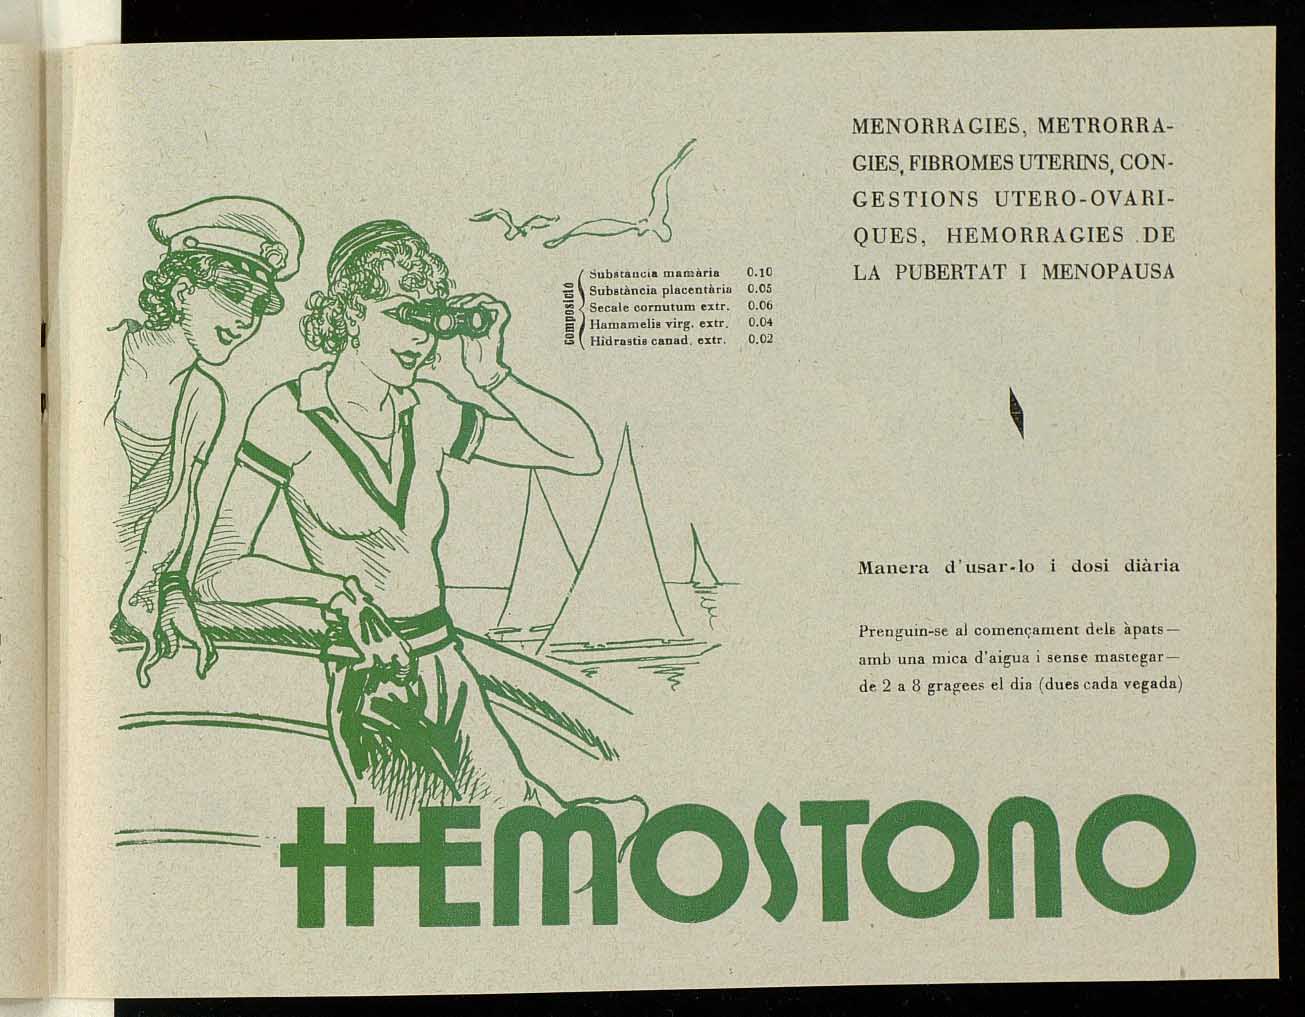 MENORRAGIES, METRORRA-
GIES, FIBROMES UTERINS, CON-
GESTIONS UTERO-OVARI-
QUES, HEMORRAGIES DE
LA PUBERTAT I MENOPAUSA
composició
Substància mamària 0.10
Substància placentària 0.05
Secale cornutum extr. 0.06
Hamamelis virg. extr. 0.04
Hidrastis canad. extr. 0.02
Manera d'usar-lo i dosi diària
Prenguin-se al començament dels àpats—
amb una mica d'aigua i sense mastegar—
de 2 a 8 gragees el dia (dues cada vegada)
HEMOSTONO